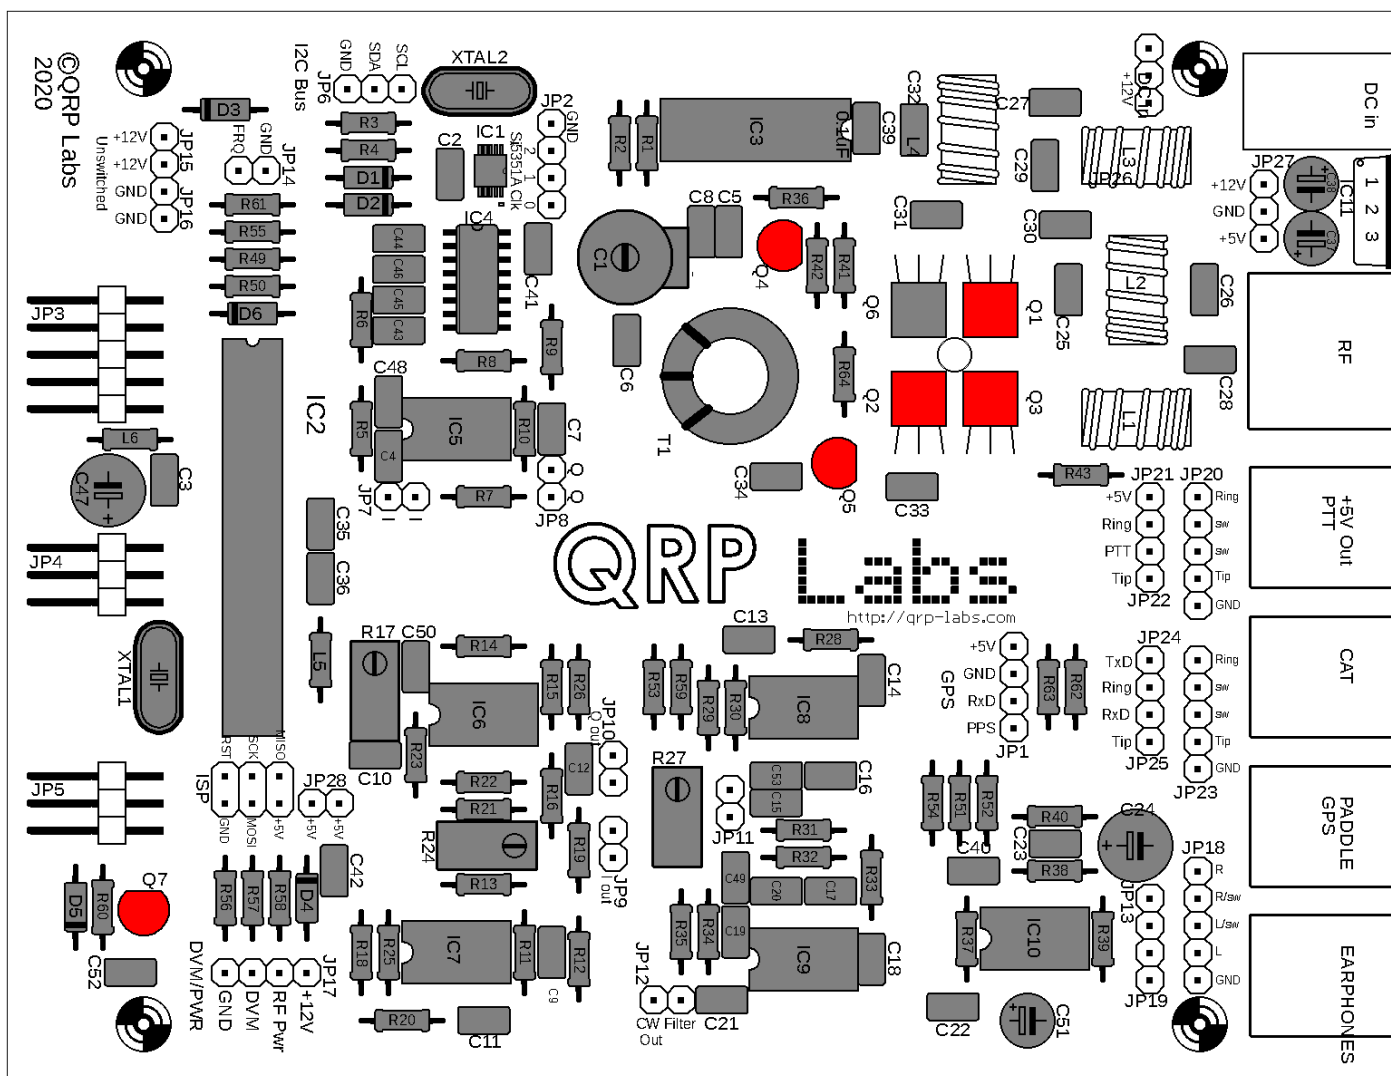 ©QRP Labs
2020
I2C Bus
GND
SDA
SCL
JP6
XTAL2
JP2
GND
2
1
0
Si5351A Clk
IC1
C2
D3
FRQ
GND
JP14
+12V
+12V
GND
GND
Unswitched
JP15
JP16
R3
R4
D1
D2
R61
R55
R49
R50
D6
IC4
C44
C46
C45
C43
R6
C41
R9
R8
C48
R5
C4
IC5
R10
C7
R7
JP7
I
I
Q
Q
JP8
R2
R1
IC3
0.1uF
C39
C32
L4
C27
C29
L3
JP26
+12V
DC in
JP27
+12V
GND
+5V
C38
C37
IC11
1
2
3
R36
C8
C5
C1
Q4
R42
R41
C31
C30
L2
C26
C25
C28
Q6
Q1
Q2
Q3
C6
T1
R64
Q5
C34
C33
L1
R43
RF
JP3
L6
C47
C3
JP4
IC2
C35
C36
L5
XTAL1
JP5
QRP
Labs
http://qrp-labs.com
JP21
+5V
Ring
PTT
Tip
JP22
JP20
Ring
sw
sw
Tip
GND
+5V Out
PTT
R17
C50
R14
IC6
R15
R26
R23
C10
R22
R21
R24
R13
R16
C12
R19
JP10
Q out
JP9
I out
C13
R28
R53
R59
R29
R30
IC8
C14
GPS
+5V
GND
RxD
PPS
JP1
R63
R62
JP24
TxD
Ring
RxD
Tip
JP25
Ring
sw
sw
Tip
GND
JP23
CAT
R27
JP11
C53
C15
C16
R31
R32
C49
C20
C17
R33
R35
R34
C19
IC9
C18
JP12
CW Filter
Out
C21
R54
R51
R52
R40
C23
R38
C40
C24
JP13
JP19
R37
IC10
R39
C22
C51
JP18
R
R/sw
L/sw
L
GND
PADDLE
GPS
EARPHONES
RST
SCK
MISO
ISP
GND
MOSI
+5V
JP28
+5V
+5V
C42
D5
R60
Q7
C52
R56
R57
R58
D4
DVM/PWR
GND
DVM
RF Pwr
+12V
JP17
R18
R25
IC7
R11
C9
R12
R20
C11